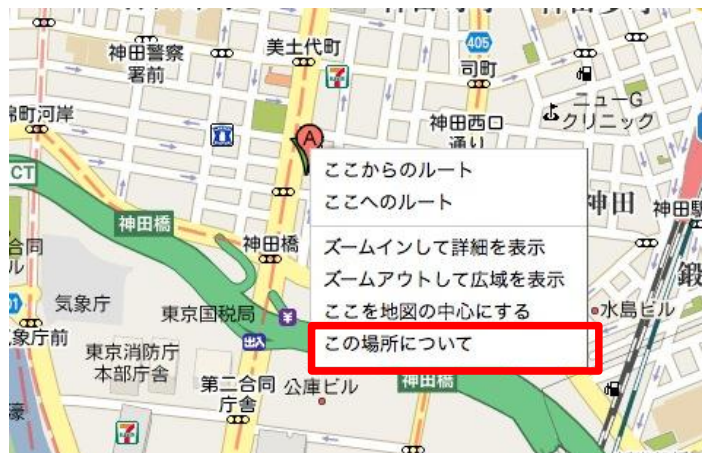 美土代町
405
神田警察
署前
司町
ニューG
クリニック
錦町河岸
神田西口
通り
A
CT
ここからのルート
ここへのルート
神田
神田駅
神田橋
神田橋
ズームインして詳細を表示
ズームアウトして広域を表示
ここを地図の中心にする
この場所について
合同
ル
鍛
水島ビル
気象庁
東京国税局
¥
出入
象庁前
東京消防庁
本部庁舎
第二合同
庁舎
公庫ビル
神田橋
濠